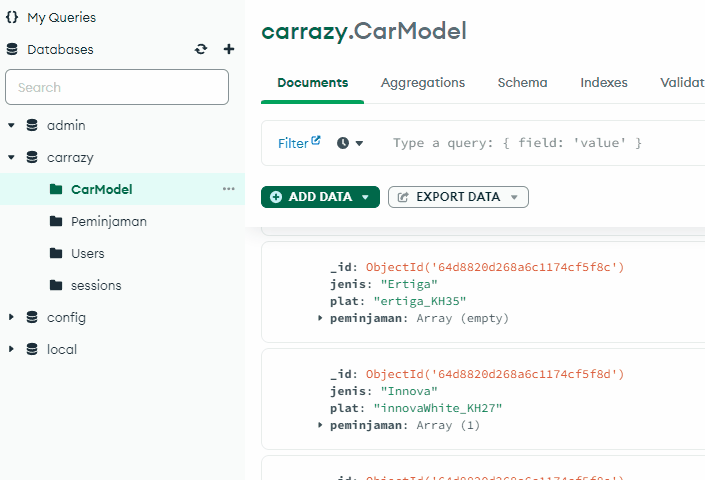 My Queries
Databases
Search
admin
carrazy
CarModel
Peminjaman
Users
sessions
config
local
carrazy.CarModel
Documents Aggregations Schema Indexes Validat
Filter Type a query: { field: 'value' }
ADD DATA EXPORT DATA
_id: ObjectId('64d8820d268a6c1174cf5f8c')
jenis: "Ertiga"
plat: "ertiga_KH35"
peminjaman: Array (empty)
_id: ObjectId('64d8820d268a6c1174cf5f8d')
jenis: "Innova"
plat: "innovaWhite_KH27"
peminjaman: Array (1)